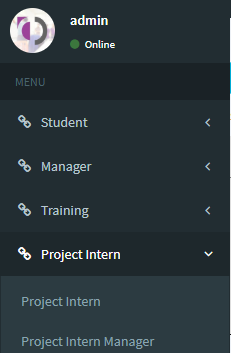 admin
Online
MENU
Student
Manager
Training
Project Intern
Project Intern
Project Intern Manager